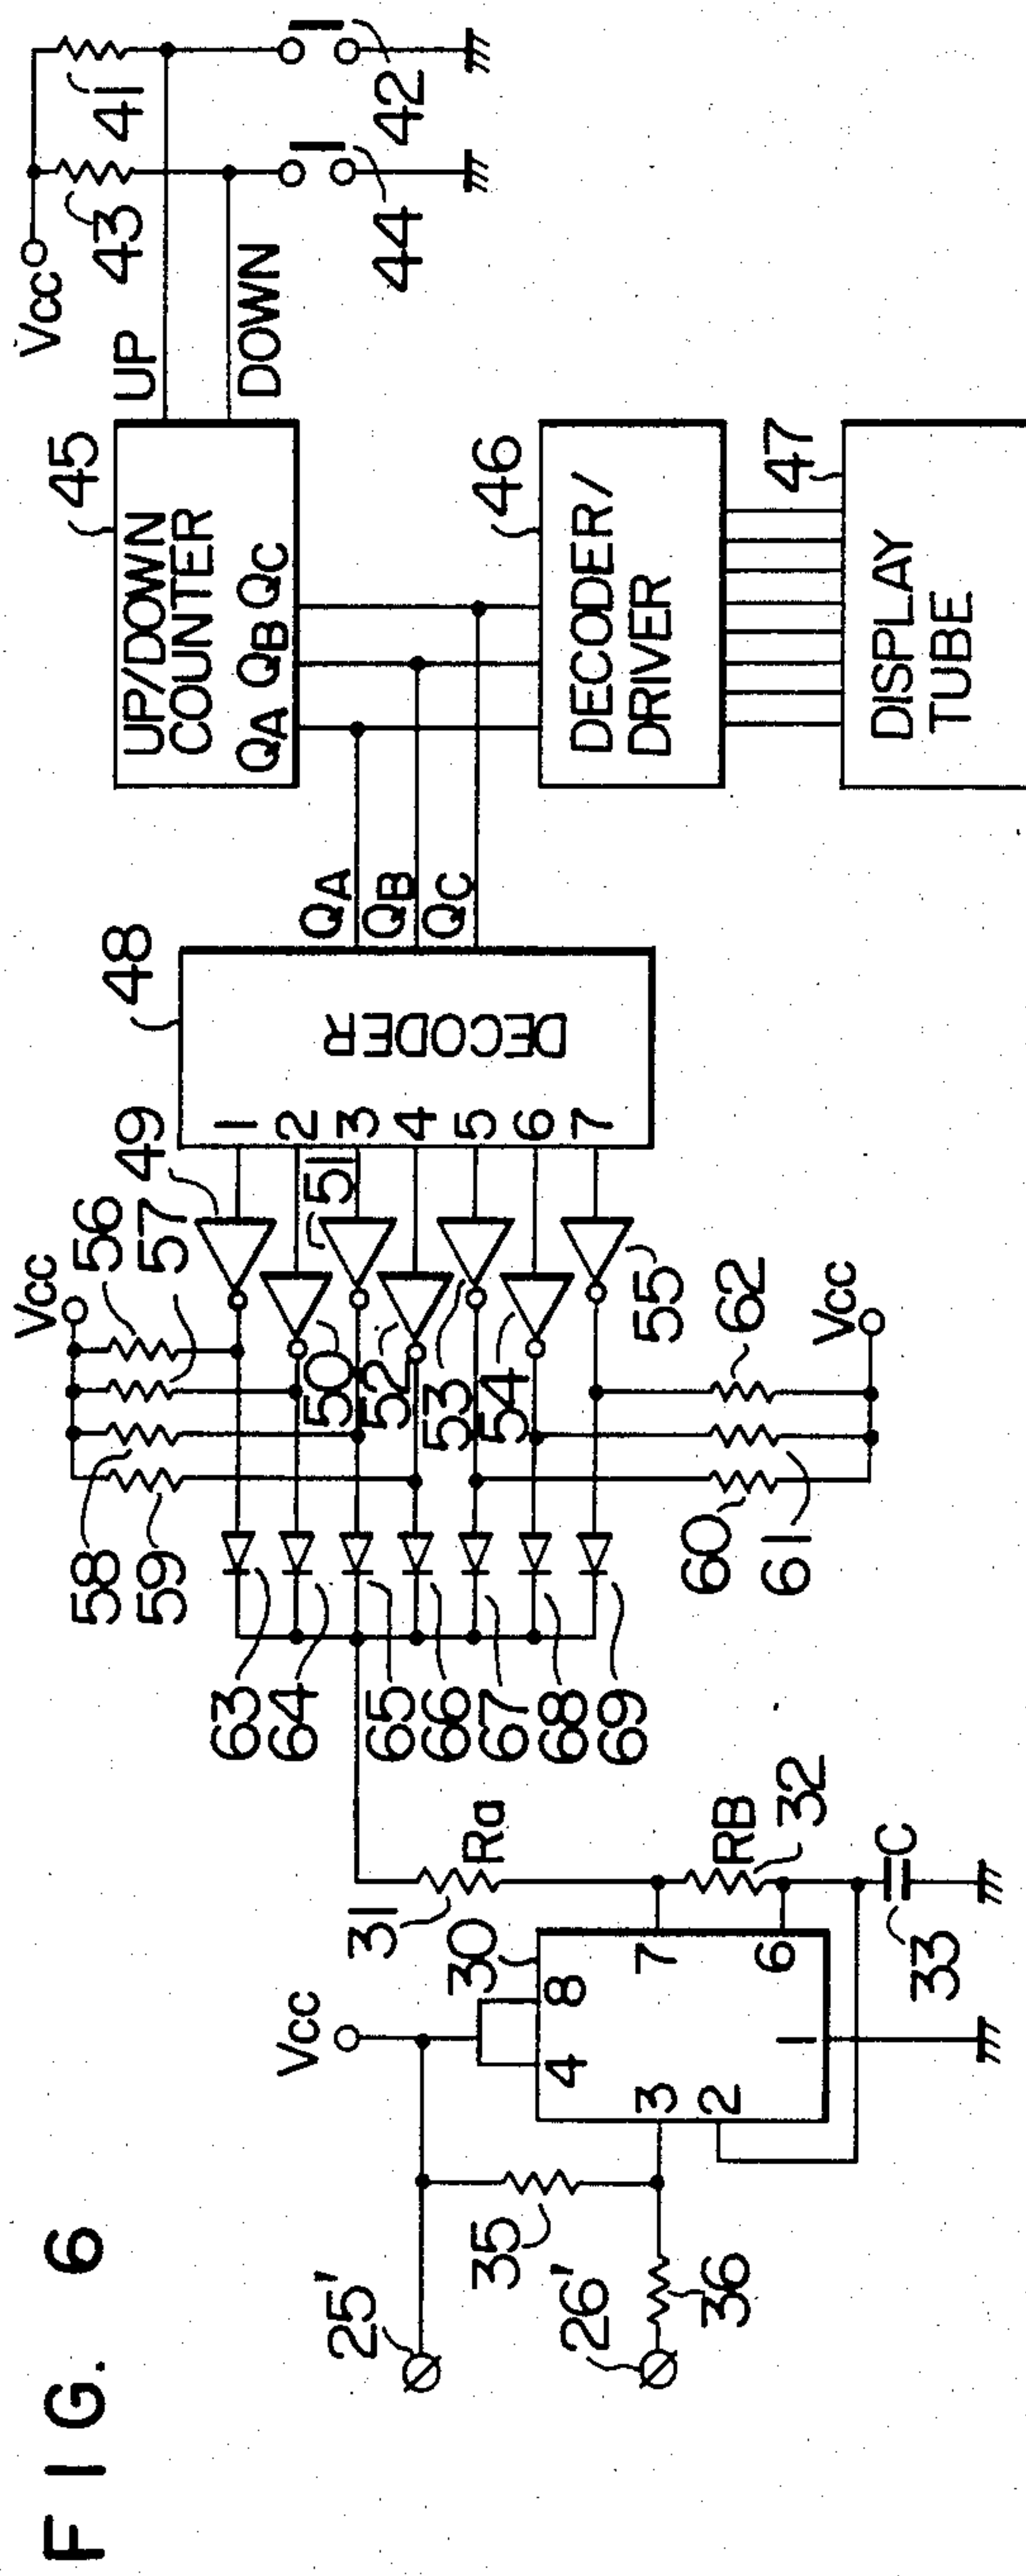 FIG. 6
Vcc
41
43
42
44
UP
DOWN
45
UP/DOWN
COUNTER
QA QB QC
46
DECODER/
DRIVER
47
DISPLAY
TUBE
QA
QB
QC
48
DECODER
1
2
3
4
5
6
7
49
50
51
52
53
54
55
Vcc
56
57
58
59
60
61
62
Vcc
63
64
65
66
67
68
69
31
Ra
RB
32
C
33
30
Vcc
4 8
7
6
3
2
1
35
36
25'
26'